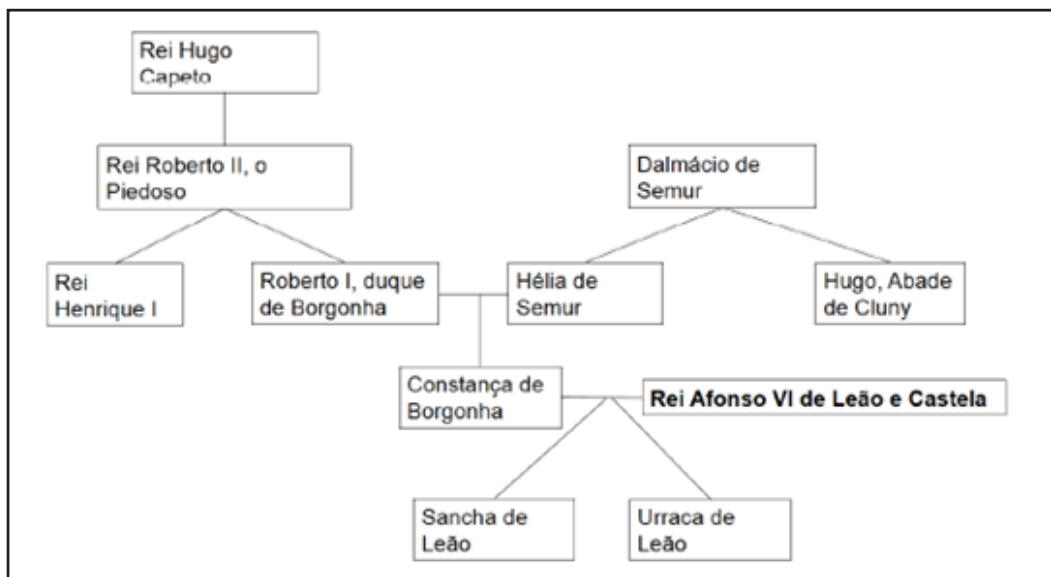 Rei Hugo
Capeto
Rei Roberto II, o
Piedoso
Dalmácio de
Semur
Rei
Henrique I
Roberto I, duque
de Borgonha
Hélia de
Semur
Hugo, Abade
de Cluny
Constança de
Borgonha
Rei Afonso VI de Leão e Castela
Sancha de
Leão
Urraca de
Leão